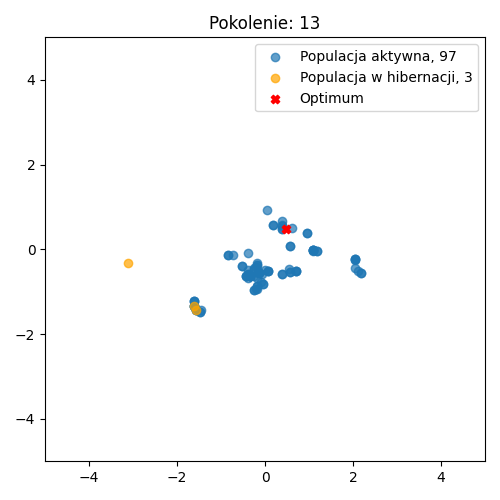 Pokolenie: 13
Populacja aktywna, 97
Populacja w hibernacji, 3
Optimum
4
2
0
−2
−4
−4
−2
0
2
4